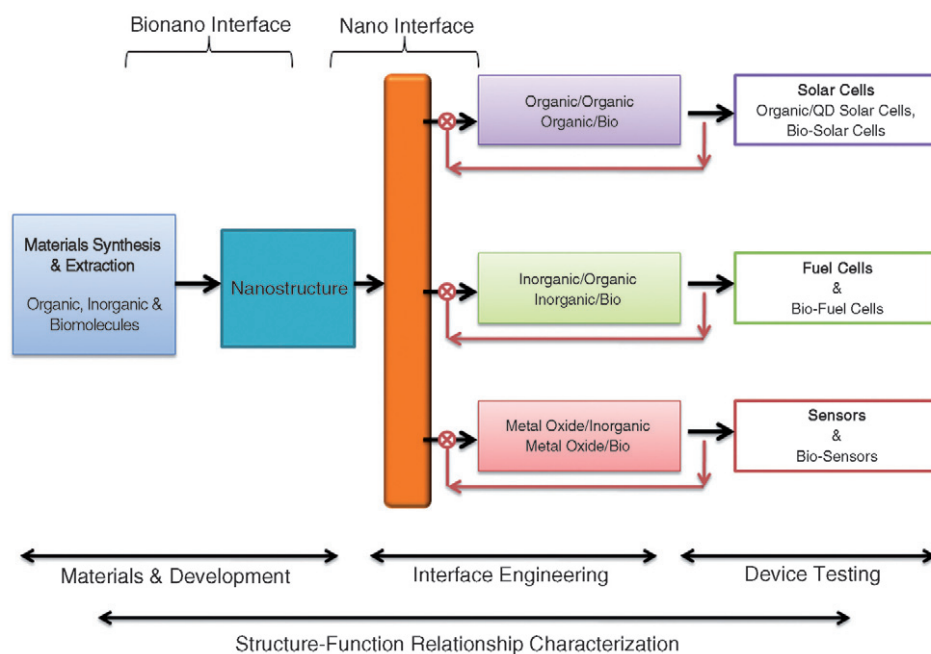 Bionano Interface
Nano Interface
Organic/Organic
Organic/Bio
Solar Cells
Organic/QD Solar Cells,
Bio-Solar Cells
Materials Synthesis
& Extraction
Organic, Inorganic &
Biomolecules
Nanostructure
Inorganic/Organic
Inorganic/Bio
Fuel Cells
&
Bio-Fuel Cells
Metal Oxide/Inorganic
Metal Oxide/Bio
Sensors
&
Bio-Sensors
Materials & Development
Interface Engineering
Device Testing
Structure-Function Relationship Characterization